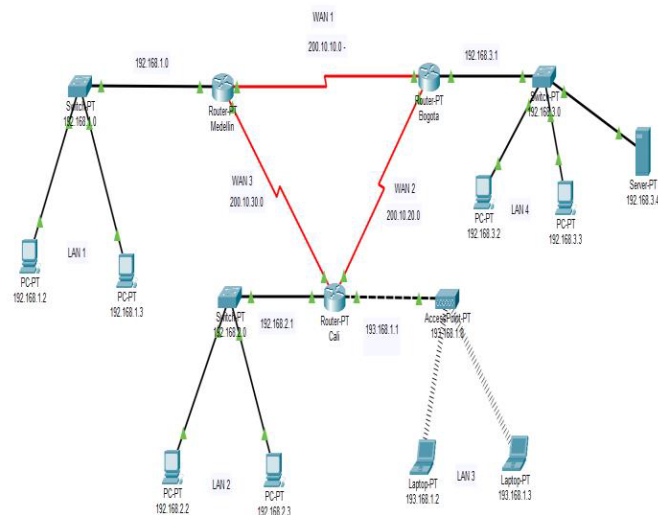 WAN 1
200.10.10.0 -
192.168.1.0
192.168.3.1
Switch-PT
192.168.1.0
Router-PT
Medellin
Router-PT
Bogota
Switch-PT
192.168.3.0
Server-PT
192.168.3.4
WAN 3
200.10.30.0
WAN 2
200.10.20.0
PC-PT
192.168.3.2
LAN 4
PC-PT
192.168.3.3
LAN 1
PC-PT
192.168.1.2
PC-PT
192.168.1.3
Switch-PT
192.168.2.0
192.168.2.1
Router-PT
Cali
193.168.1.1
AccessPoint-PT
PC-PT
192.168.2.2
LAN 2
PC-PT
192.168.2.3
Laptop-PT
193.168.1.2
LAN 3
Laptop-PT
193.168.1.3